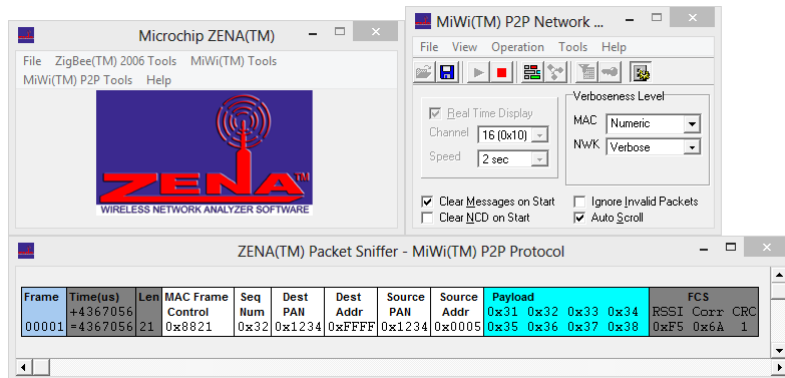 Microchip ZENA(TM)
File ZigBee(TM) 2006 Tools MiWi(TM) Tools
MiWi(TM) P2P Tools Help
ZENA TM
WIRELESS NETWORK ANALYZER SOFTWARE
MiWi(TM) P2P Network ...
File View Operation Tools Help
Real Time Display
Channel 16 (0x10)
Speed 2 sec
Verboseness Level
MAC Numeric
NWK Verbose
Clear Messages on Start Ignore Invalid Packets
Clear NCD on Start Auto Scroll
ZENA(TM) Packet Sniffer - MiWi(TM) P2P Protocol
Frame Time(us) Len MAC Frame Seq Dest Dest Source Source Payload FCS
+4367056 Control Num PAN Addr PAN Addr 0x31 0x32 0x33 0x34 RSSI Corr CRC
00001 =4367056 21 0x8821 0x32 0x1234 0xFFFF 0x1234 0x0005 0x35 0x36 0x37 0x38 0xF5 0x6A 1